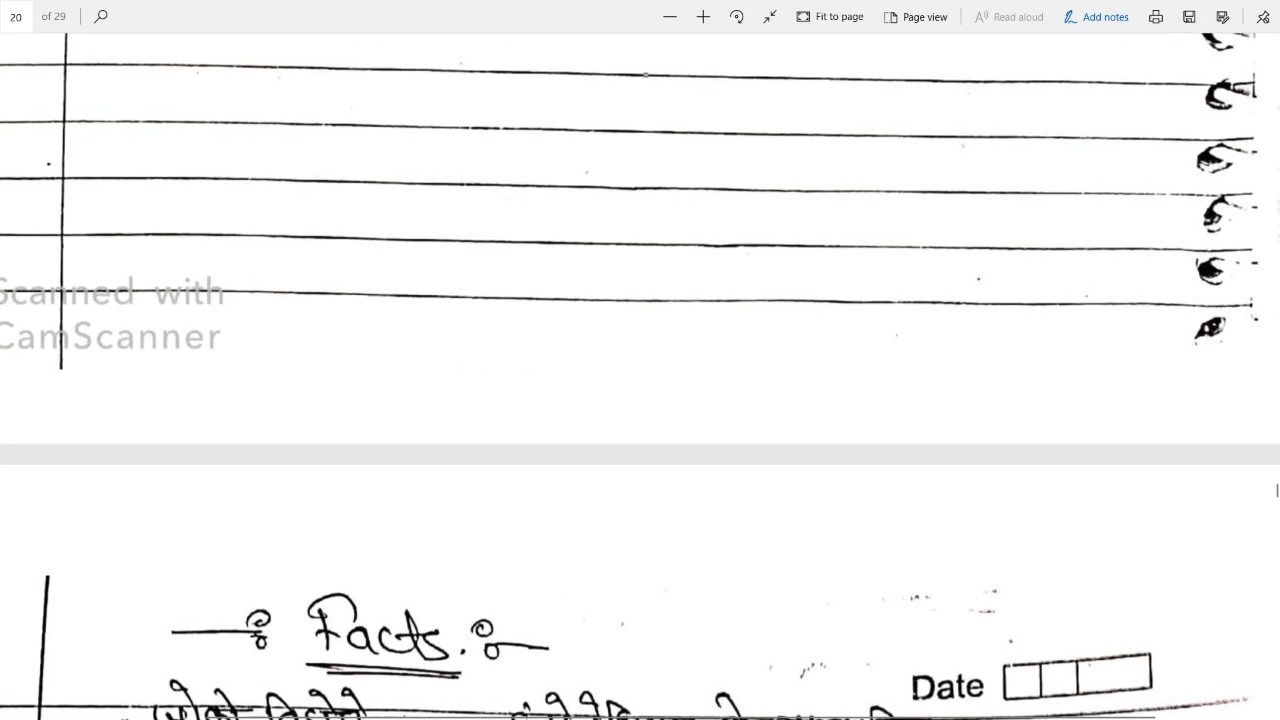 20 of 29 Fit to page Page view Read aloud Add notes
Scanned with
CamScanner
Facts.
Date